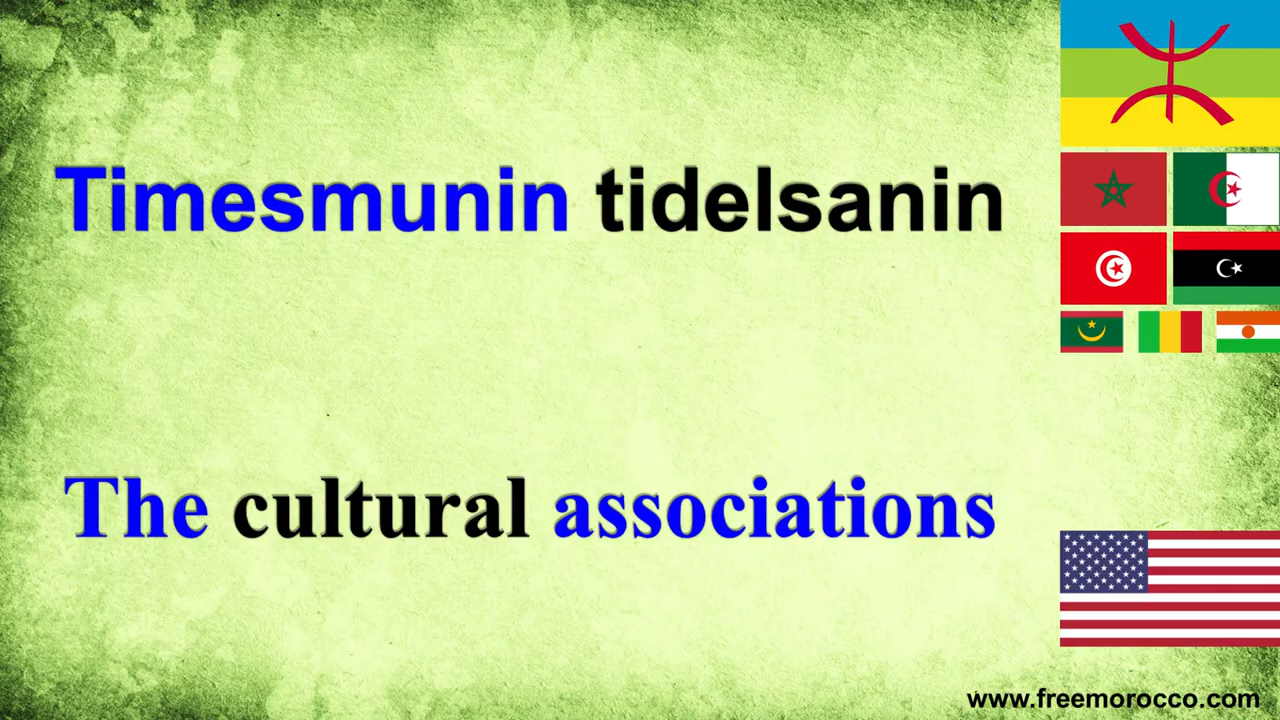 Timesmunin tidelsanin
The cultural associations
www.freemorocco.com